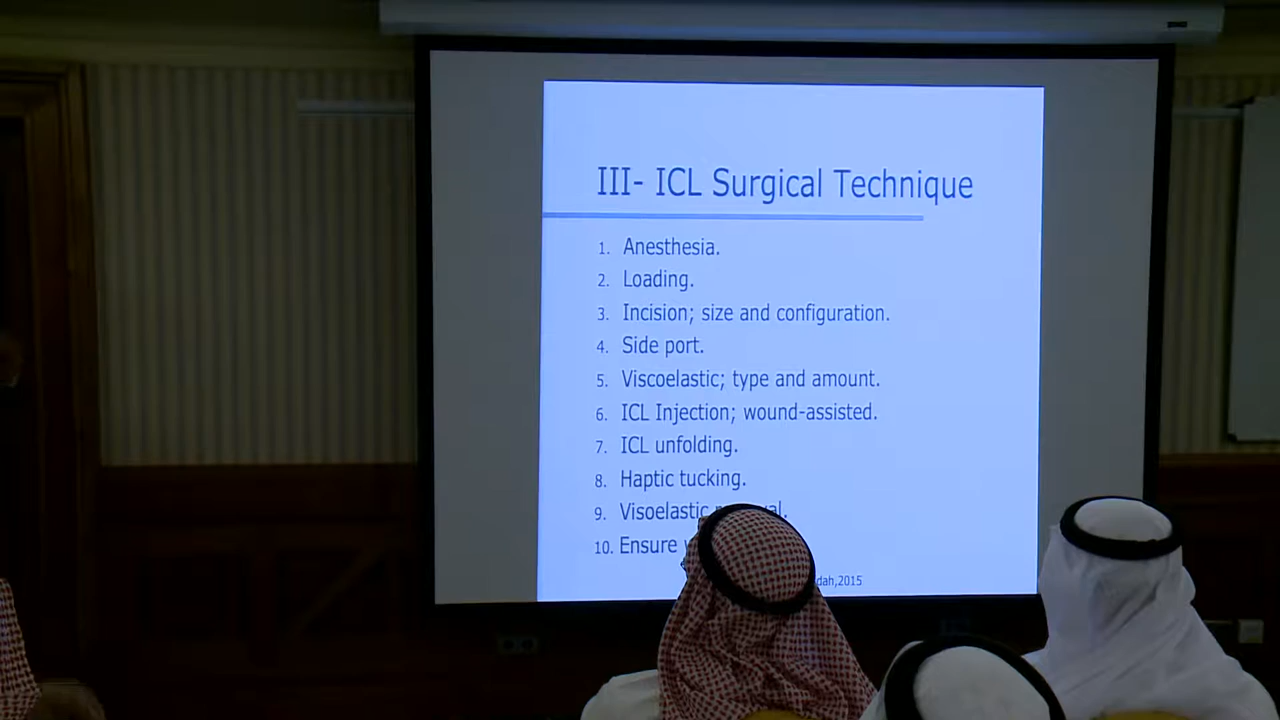 III- ICL Surgical Technique
1. Anesthesia.
2. Loading.
3. Incision; size and configuration.
4. Side port.
5. Viscoelastic; type and amount.
6. ICL Injection; wound-assisted.
7. ICL unfolding.
8. Haptic tucking.
9. Visoelastic
10. Ensure
2015